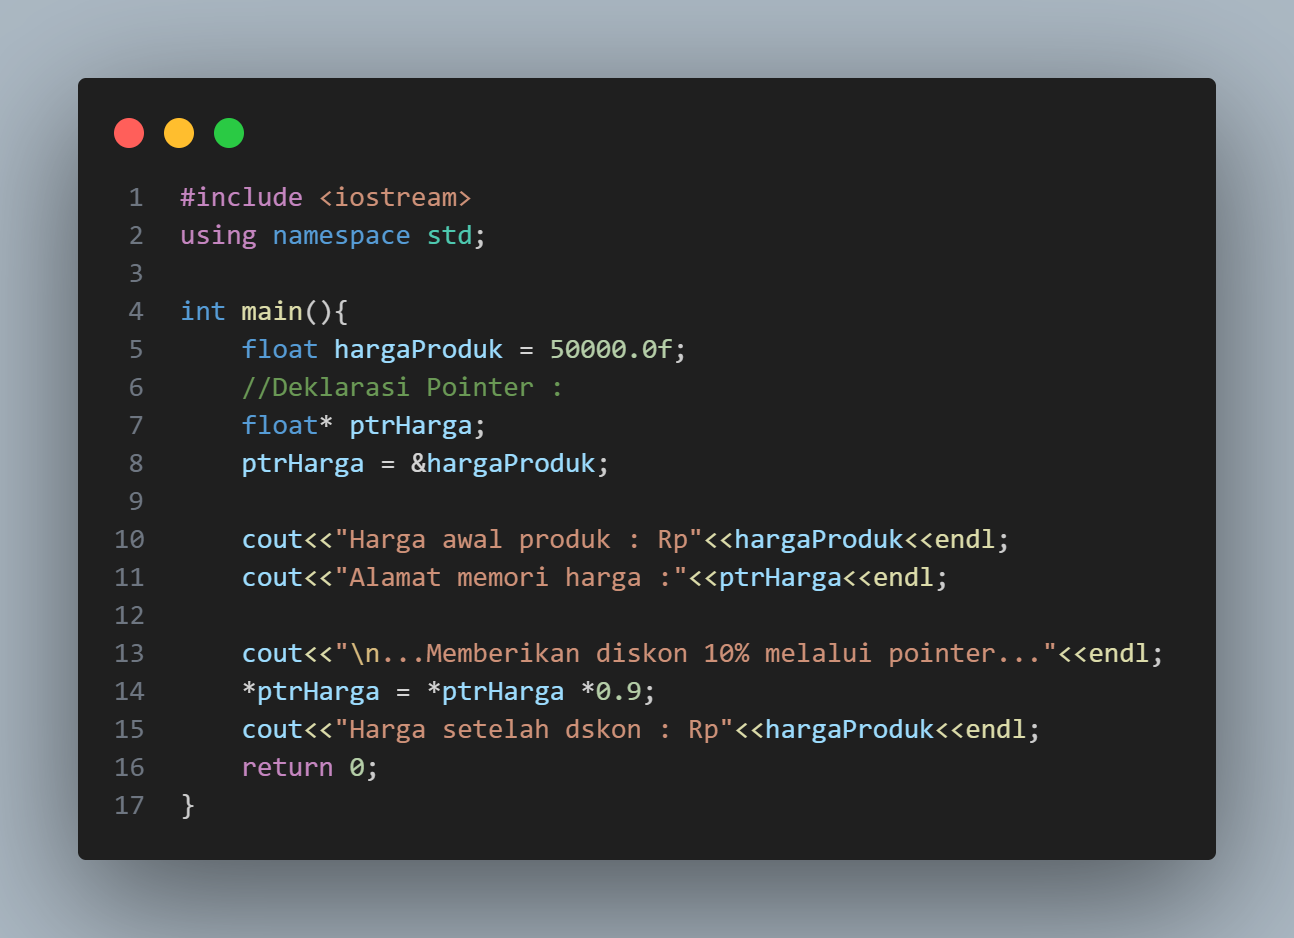 1 #include <iostream>
2 using namespace std;
3
4 int main(){
5     float hargaProduk = 50000.0f;
6     //Deklarasi Pointer :
7     float* ptrHarga;
8     ptrHarga = &hargaProduk;
9
10     cout<<"Harga awal produk : Rp"<<hargaProduk<<endl;
11     cout<<"Alamat memori harga :"<<ptrHarga<<endl;
12
13     cout<<"\n...Memberikan diskon 10% melalui pointer..."<<endl;
14     *ptrHarga = *ptrHarga *0.9;
15     cout<<"Harga setelah dskon : Rp"<<hargaProduk<<endl;
16     return 0;
17 }